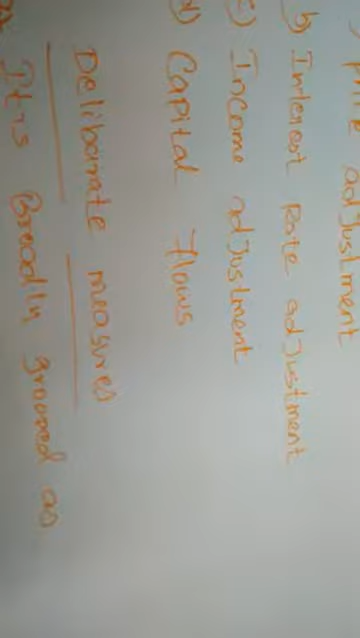 Price adjustment
b) Interest Rate adjustment
c) Income adjustment
d) Capital flows
Deliberate measures
It is Broadly grouped as